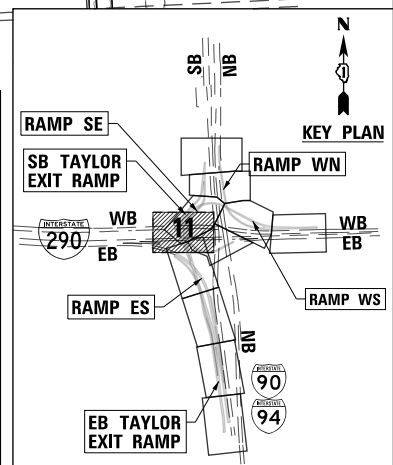 SB
NB
N
1
KEY PLAN
RAMP SE
SB TAYLOR
EXIT RAMP
RAMP WN
WB
11
WB
INTERSTATE
290
EB
EB
RAMP ES
RAMP WS
NB
INTERSTATE
90
INTERSTATE
94
EB TAYLOR
EXIT RAMP